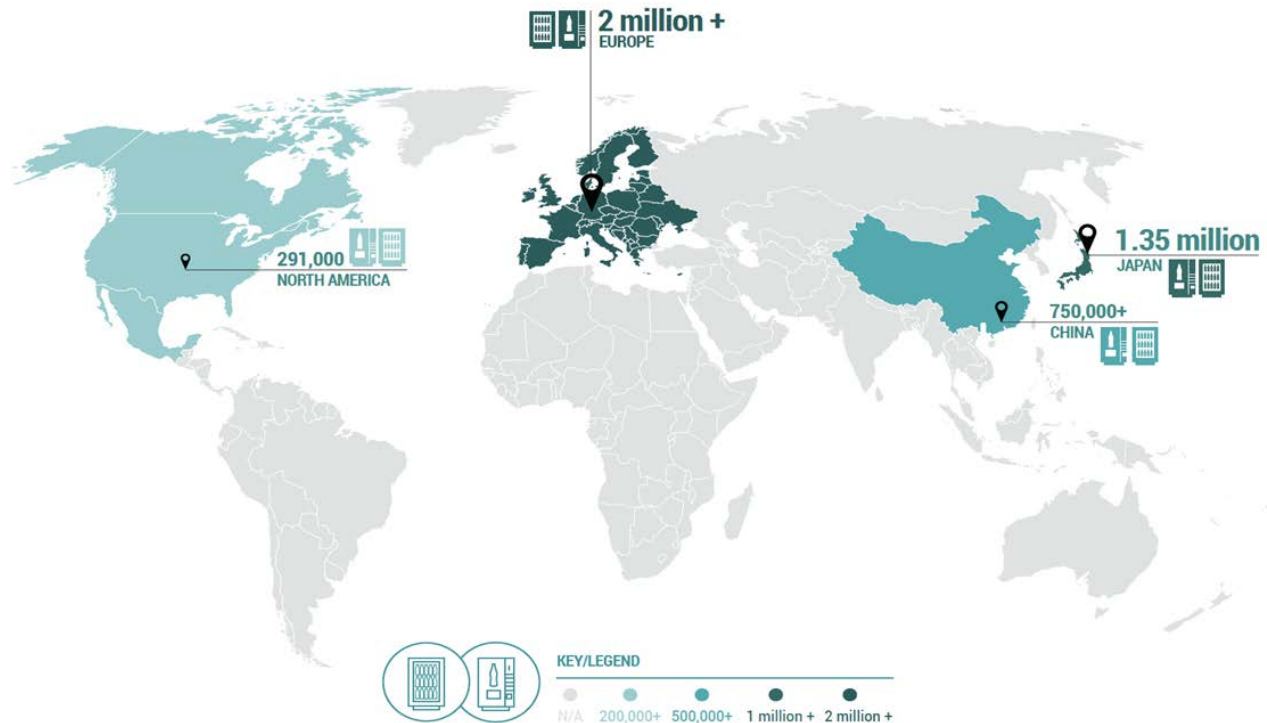 2 million +
EUROPE
291,000
NORTH AMERICA
1.35 million
JAPAN
750,000+
CHINA
KEY/LEGEND
N/A 200,000+ 500,000+ 1 million + 2 million +